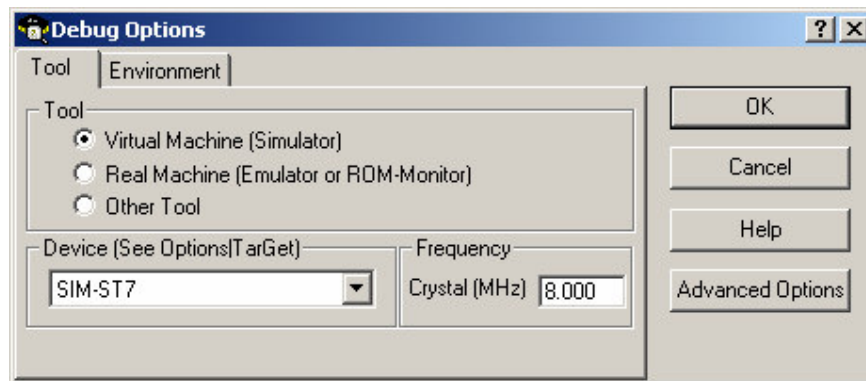 Debug Options
Tool
Environment
Tool
Virtual Machine (Simulator)
Real Machine (Emulator or ROM-Monitor)
Other Tool
Device (See Options|TarGet)
SIM-ST7
Frequency
Crystal (MHz) 8.000
OK
Cancel
Help
Advanced Options